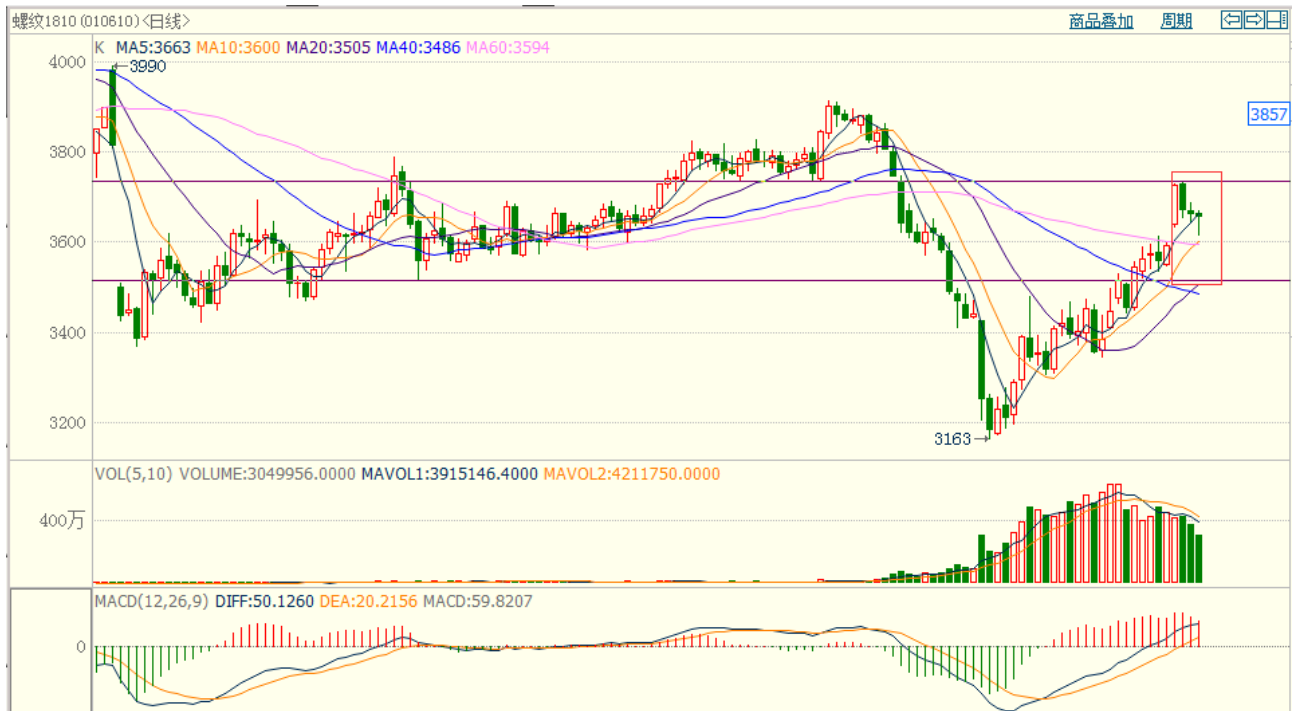 螺纹1810 (010610)<日线> 商品叠加 周期
K MA5:3663 MA10:3600 MA20:3505 MA40:3486 MA60:3594
4000
3990
3857
3800
3600
3400
3200
3163
VOL(5,10) VOLUME:3049956.0000 MAVOL1:3915146.4000 MAVOL2:4211750.0000
400万
MACD(12,26,9) DIFF:50.1260 DEA:20.2156 MACD:59.8207
0